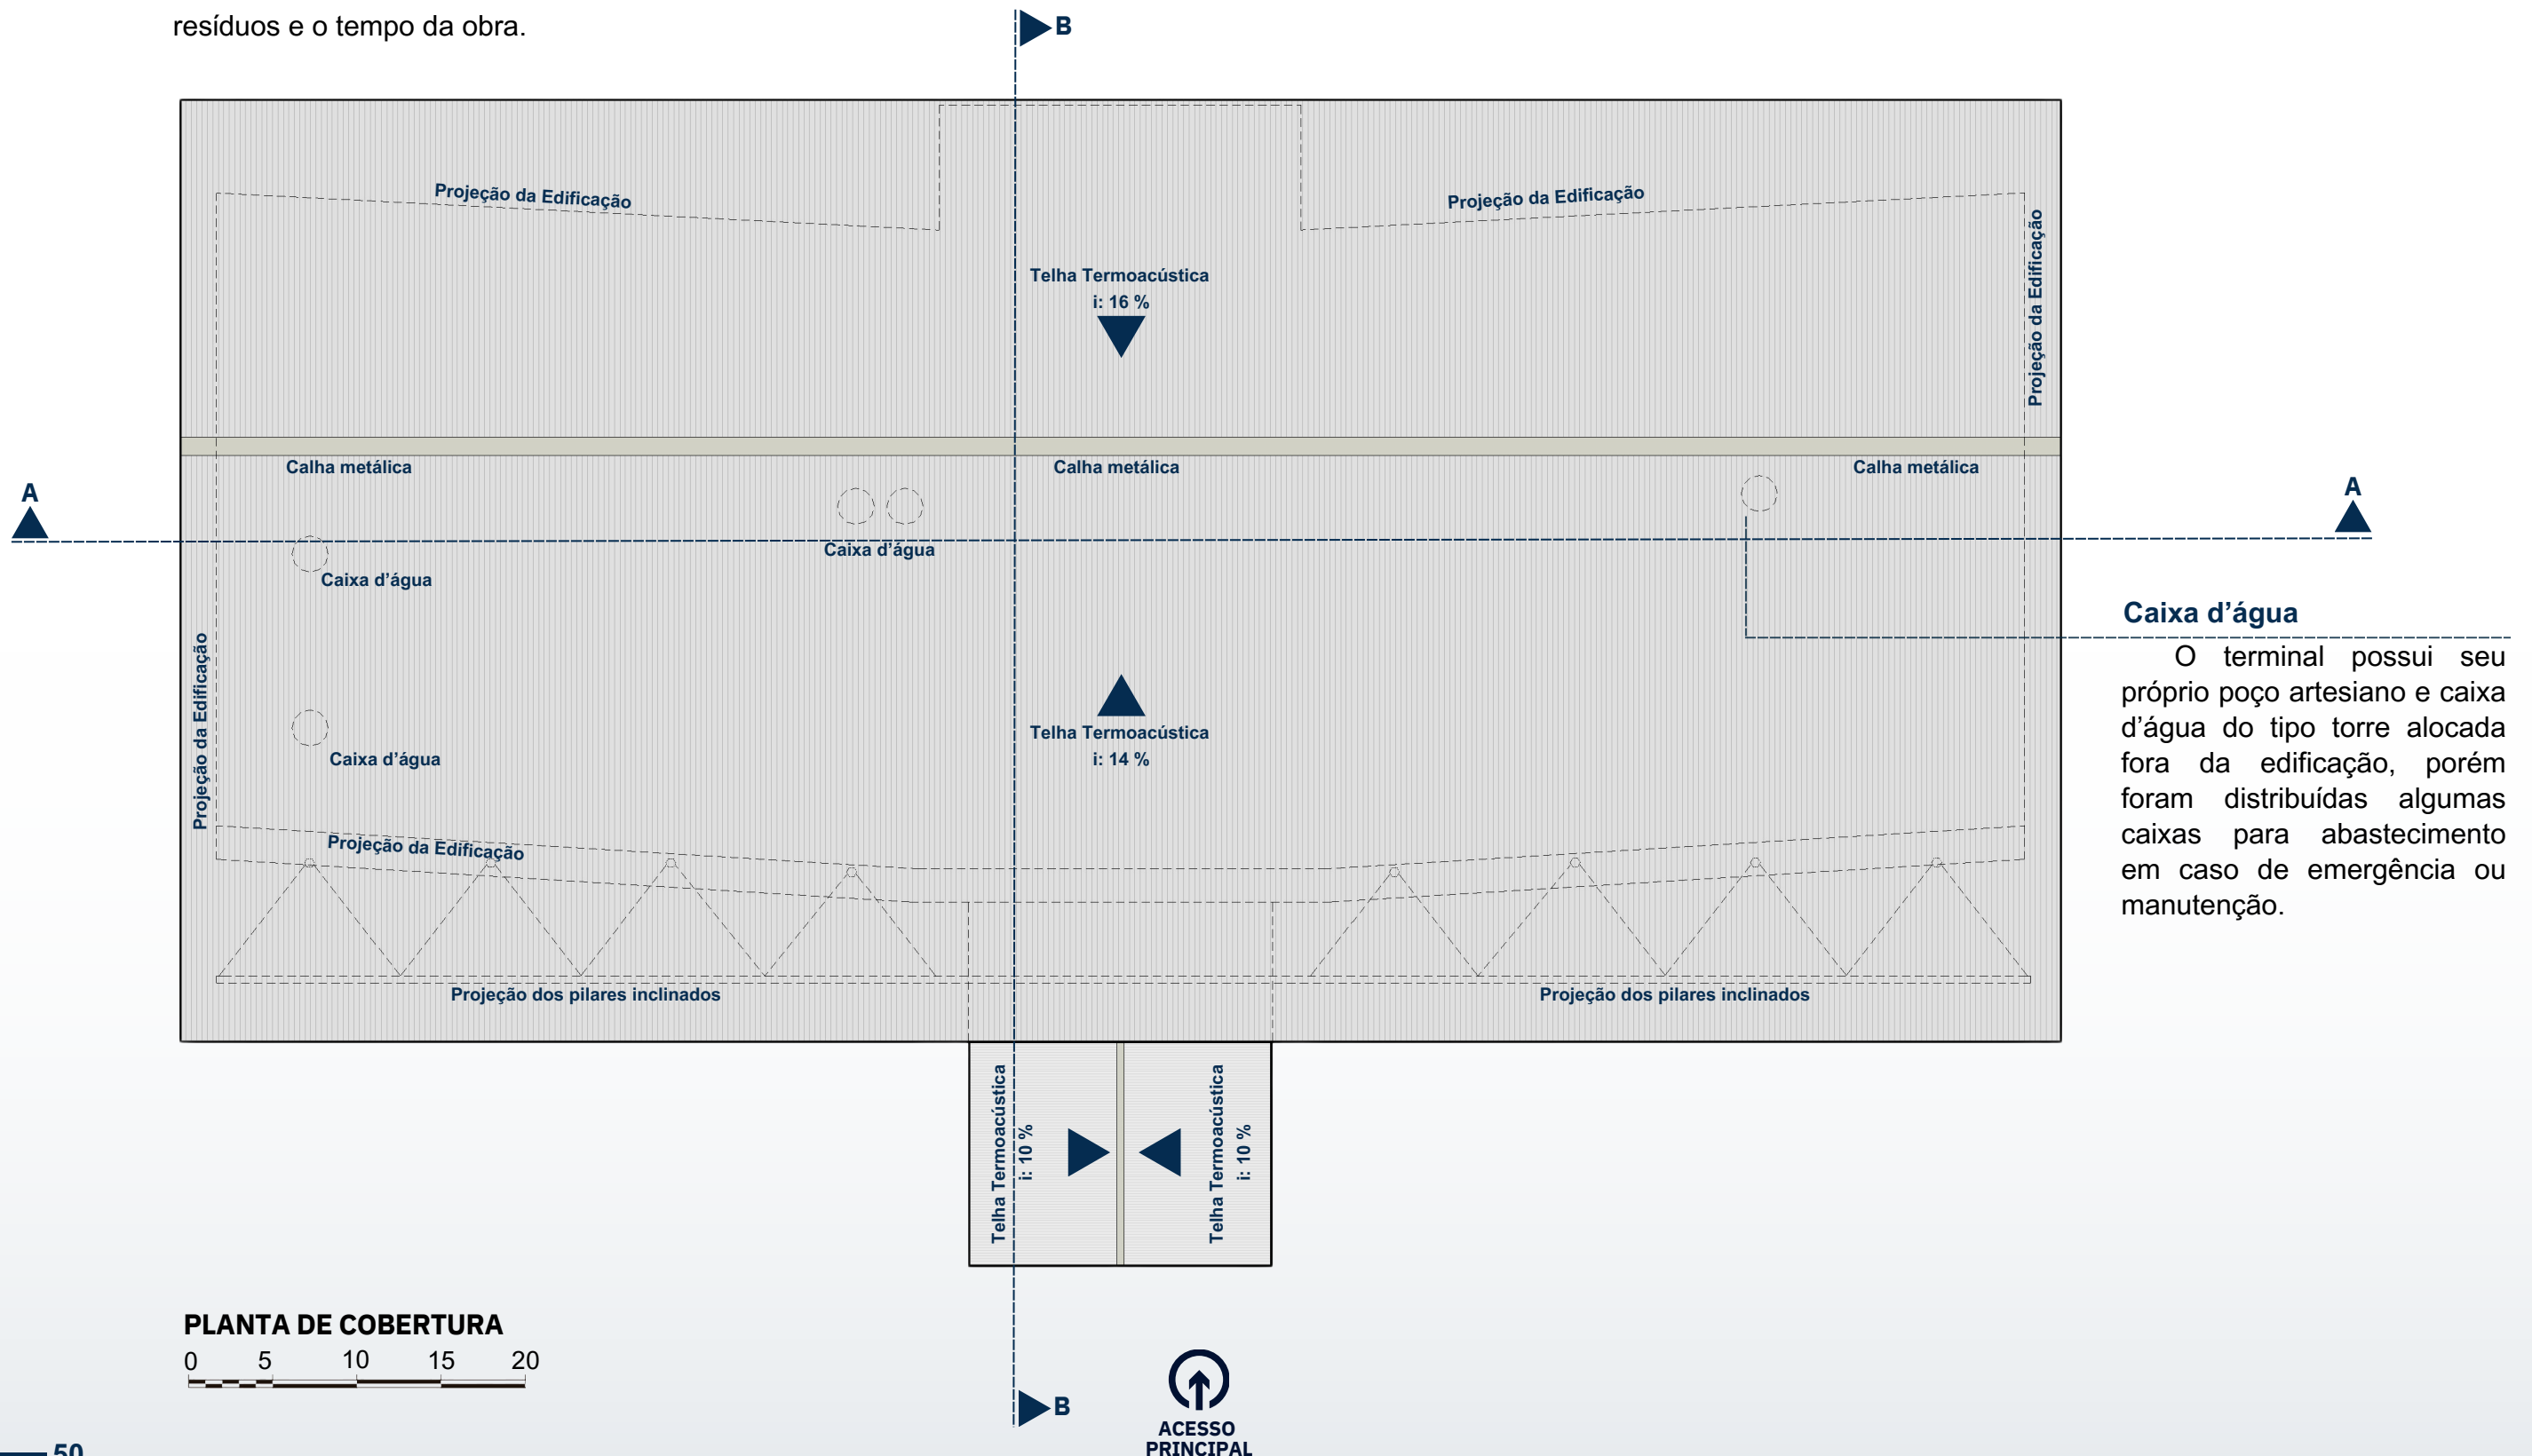 resíduos e o tempo da obra.
B
Projeção da Edificação
Projeção da Edificação
Projeção da Edificação
Telha Termoacústica
i: 16 %
Calha metálica
Calha metálica
Calha metálica
A
A
Caixa d’água
Caixa d’água
Caixa d’água
Projeção da Edificação
Telha Termoacústica
i: 14 %
Projeção da Edificação
Projeção dos pilares inclinados
Projeção dos pilares inclinados
Caixa d’água
O terminal possui seu
próprio poço artesiano e caixa
d’água do tipo torre alocada
fora da edificação, porém
foram distribuídas algumas
caixas para abastecimento
em caso de emergência ou
manutenção.
Telha Termoacústica
i: 10 %
Telha Termoacústica
i: 10 %
PLANTA DE COBERTURA
0 5 10 15 20
B
ACESSO
PRINCIPAL
50